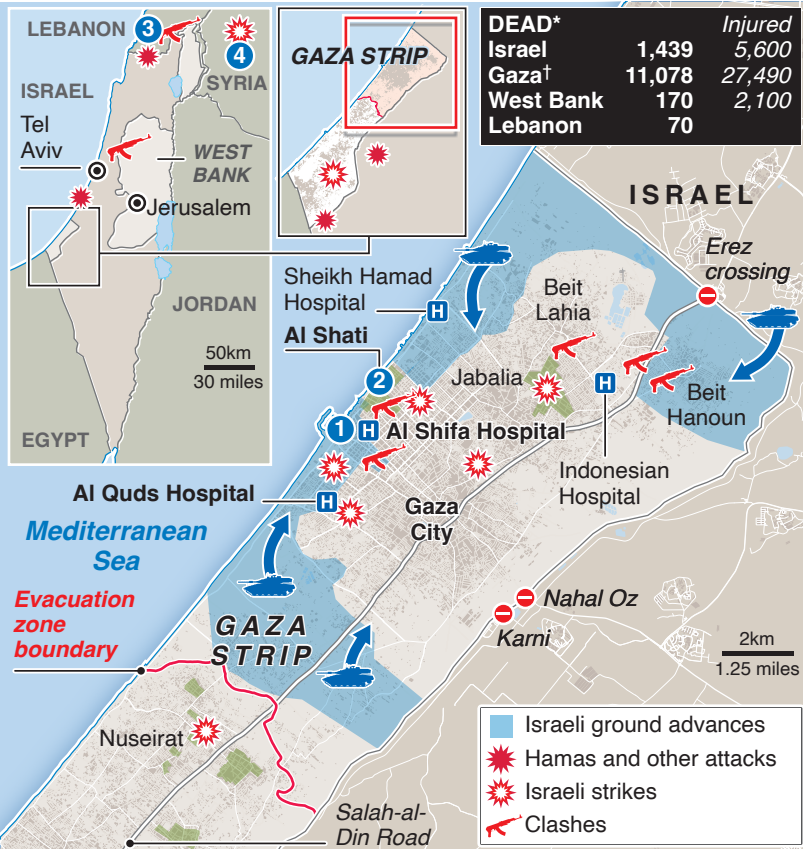 LEBANON
3
4
SYRIA
ISRAEL
Tel
Aviv
WEST
BANK
Jerusalem
JORDAN
50km
30 miles
EGYPT
GAZA STRIP
DEAD* Injured
Israel 1,439 5,600
Gaza† 11,078 27,490
West Bank 170 2,100
Lebanon 70
ISRAEL
Erez
crossing
Sheikh Hamad
Hospital
H
Beit
Lahia
Al Shati
2
Jabalia
H
Beit
Hanoun
1
H
Al Shifa Hospital
Indonesian
Hospital
Al Quds Hospital
H
Gaza
City
Mediterranean
Sea
Evacuation
zone
boundary
GAZA
STRIP
Nahal Oz
Karni
2km
1.25 miles
Nuseirat
Salah-al-
Din Road
Israeli ground advances
Hamas and other attacks
Israeli strikes
Clashes